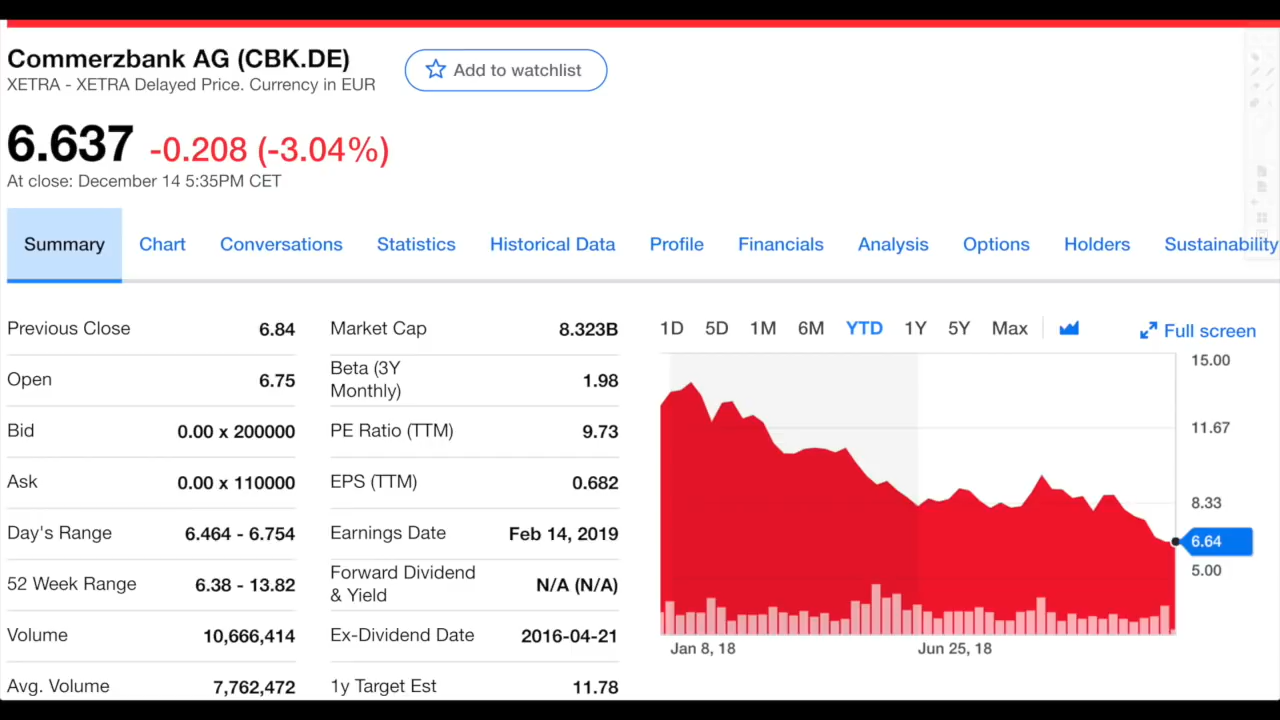 Commerzbank AG (CBK.DE)
XETRA - XETRA Delayed Price. Currency in EUR
Add to watchlist
6.637 -0.208 (-3.04%)
At close: December 14 5:35PM CET
Summary Chart Conversations Statistics Historical Data Profile Financials Analysis Options Holders Sustainability
Previous Close 6.84
Open 6.75
Bid 0.00 x 200000
Ask 0.00 x 110000
Day's Range 6.464 - 6.754
52 Week Range 6.38 - 13.82
Volume 10,666,414
Avg. Volume 7,762,472
Market Cap 8.323B
Beta (3Y
Monthly) 1.98
PE Ratio (TTM) 9.73
EPS (TTM) 0.682
Earnings Date Feb 14, 2019
Forward Dividend
& Yield N/A (N/A)
Ex-Dividend Date 2016-04-21
1y Target Est 11.78
1D 5D 1M 6M YTD 1Y 5Y Max Full screen
15.00
11.67
8.33
6.64
5.00
Jan 8, 18 Jun 25, 18